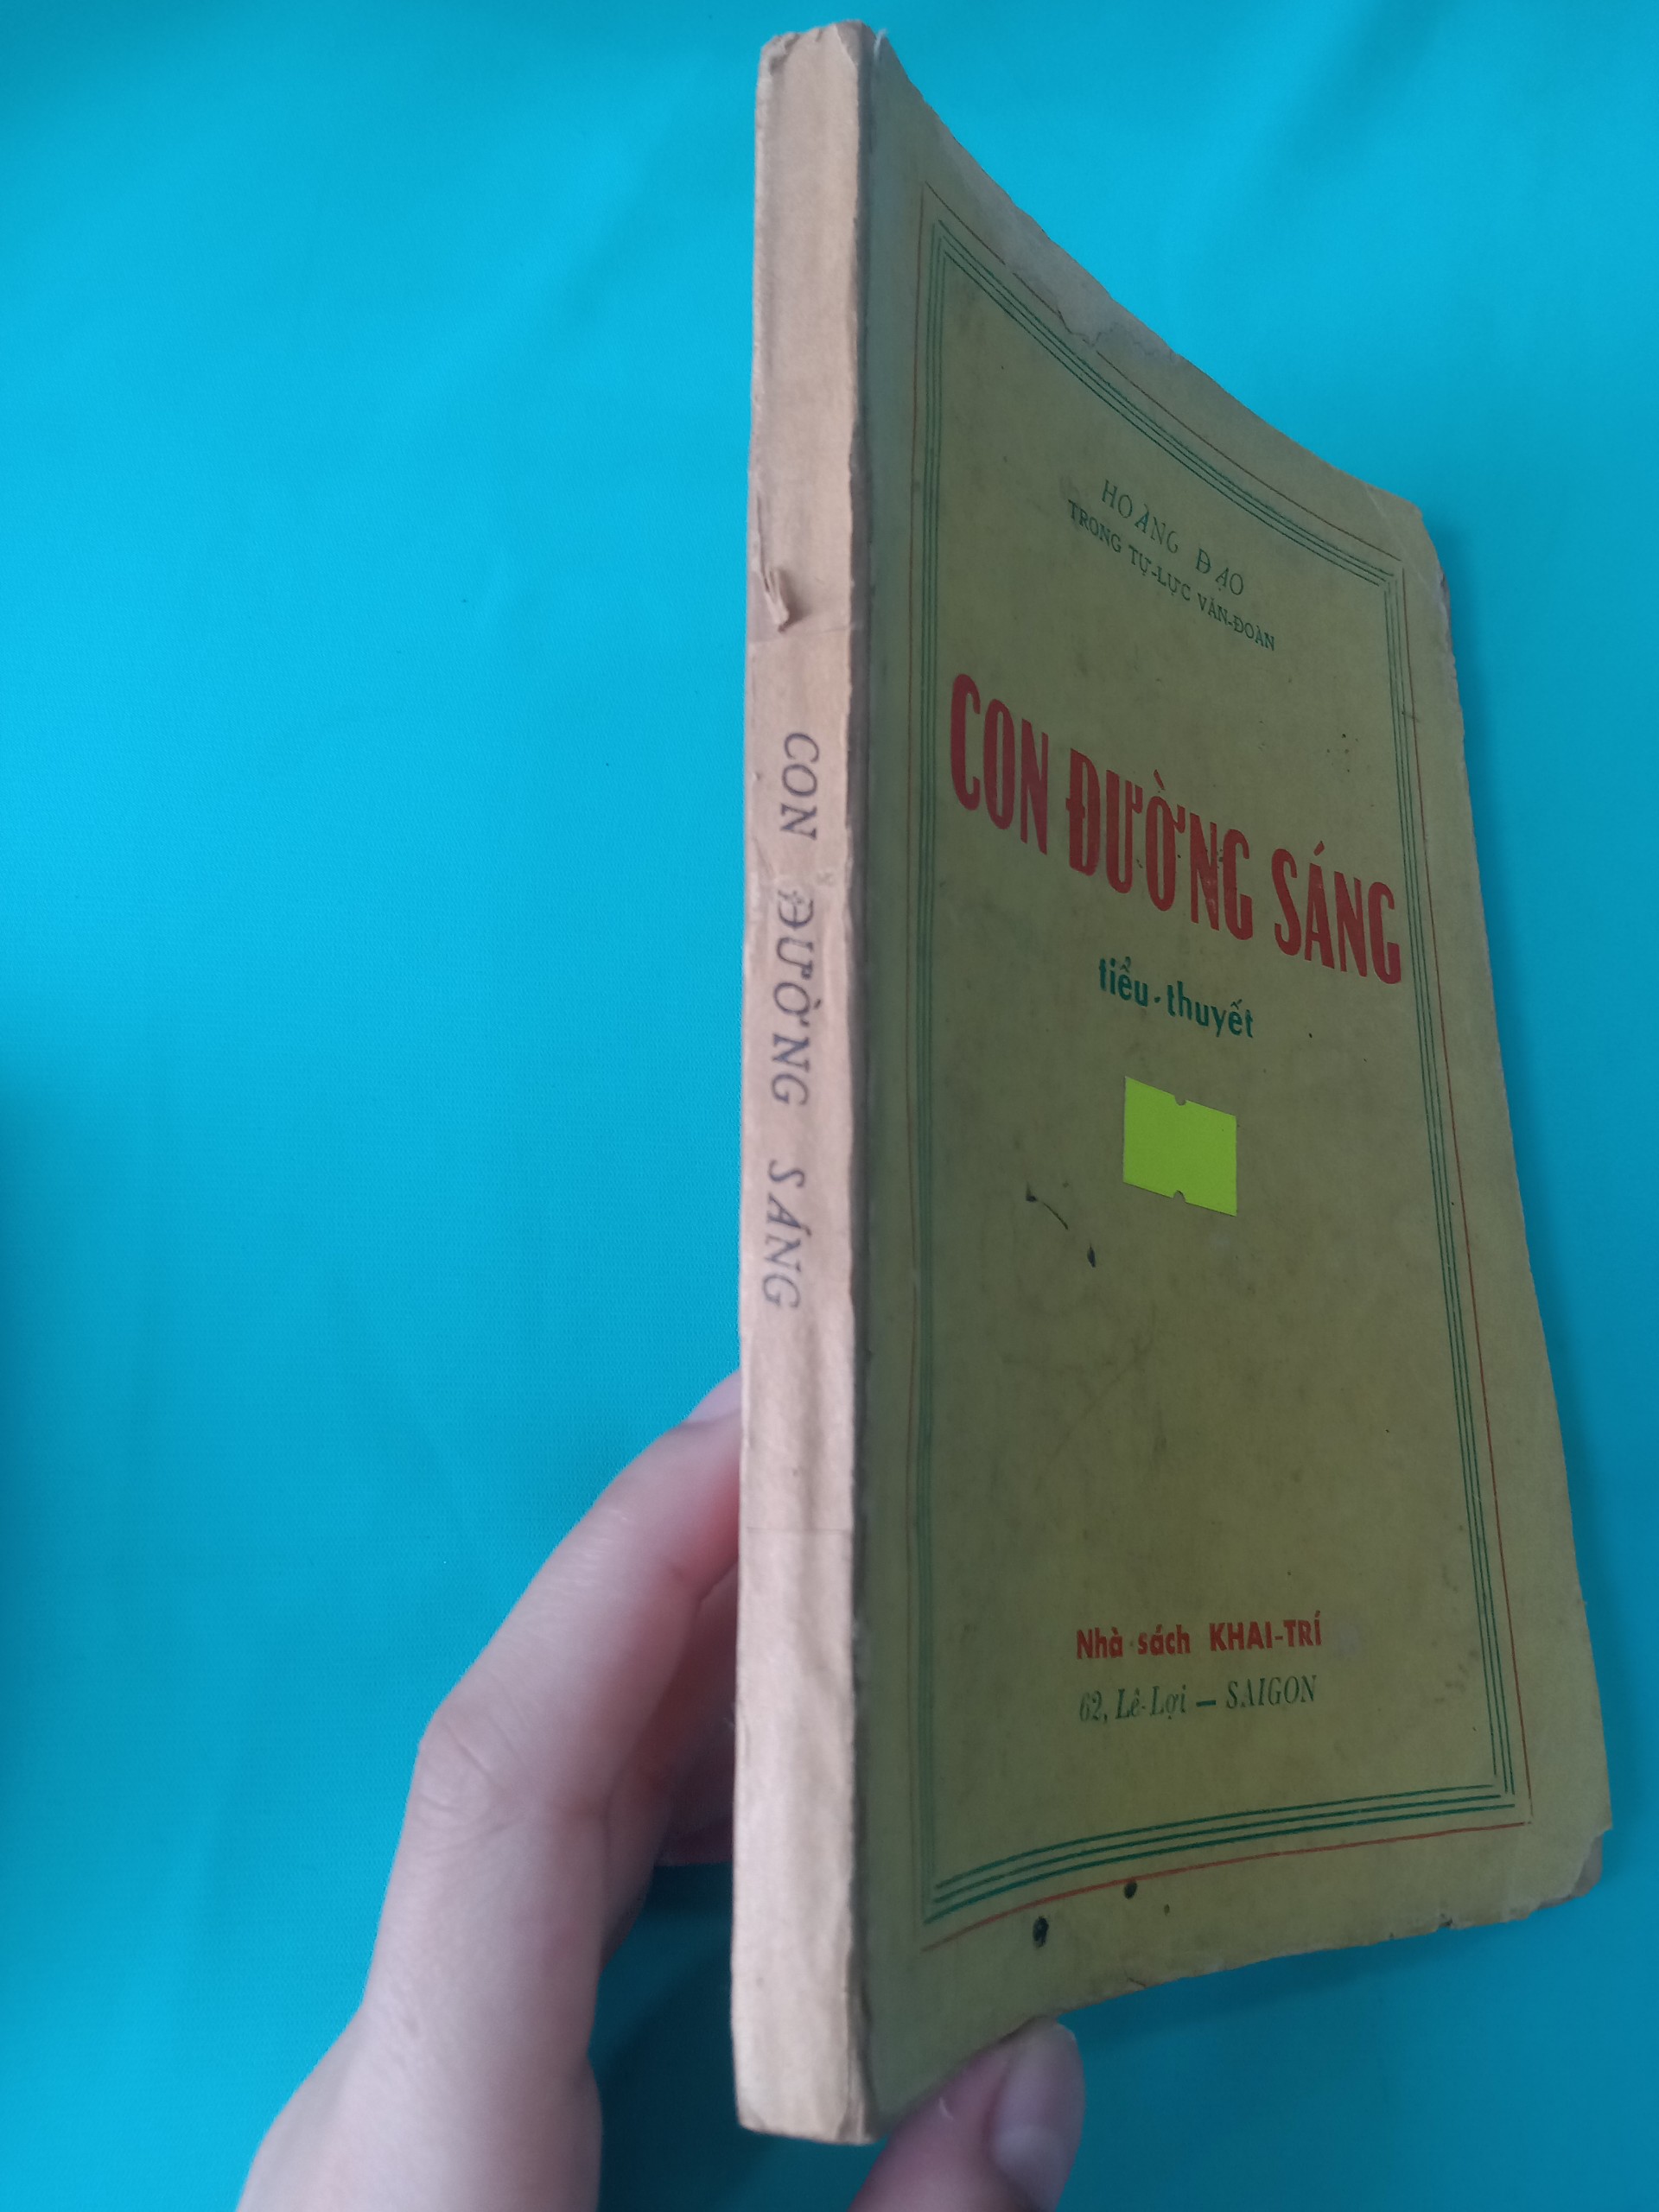 CON ĐƯỜNG SÁNG
HOÀNG ĐẠO
TRONG TỰ-LỰC VĂN-ĐOÀN
CON ĐƯỜNG SÁNG
tiểu-thuyết
Nhà sách KHAI-TRÍ
62, Lê-Lợi — SAIGON